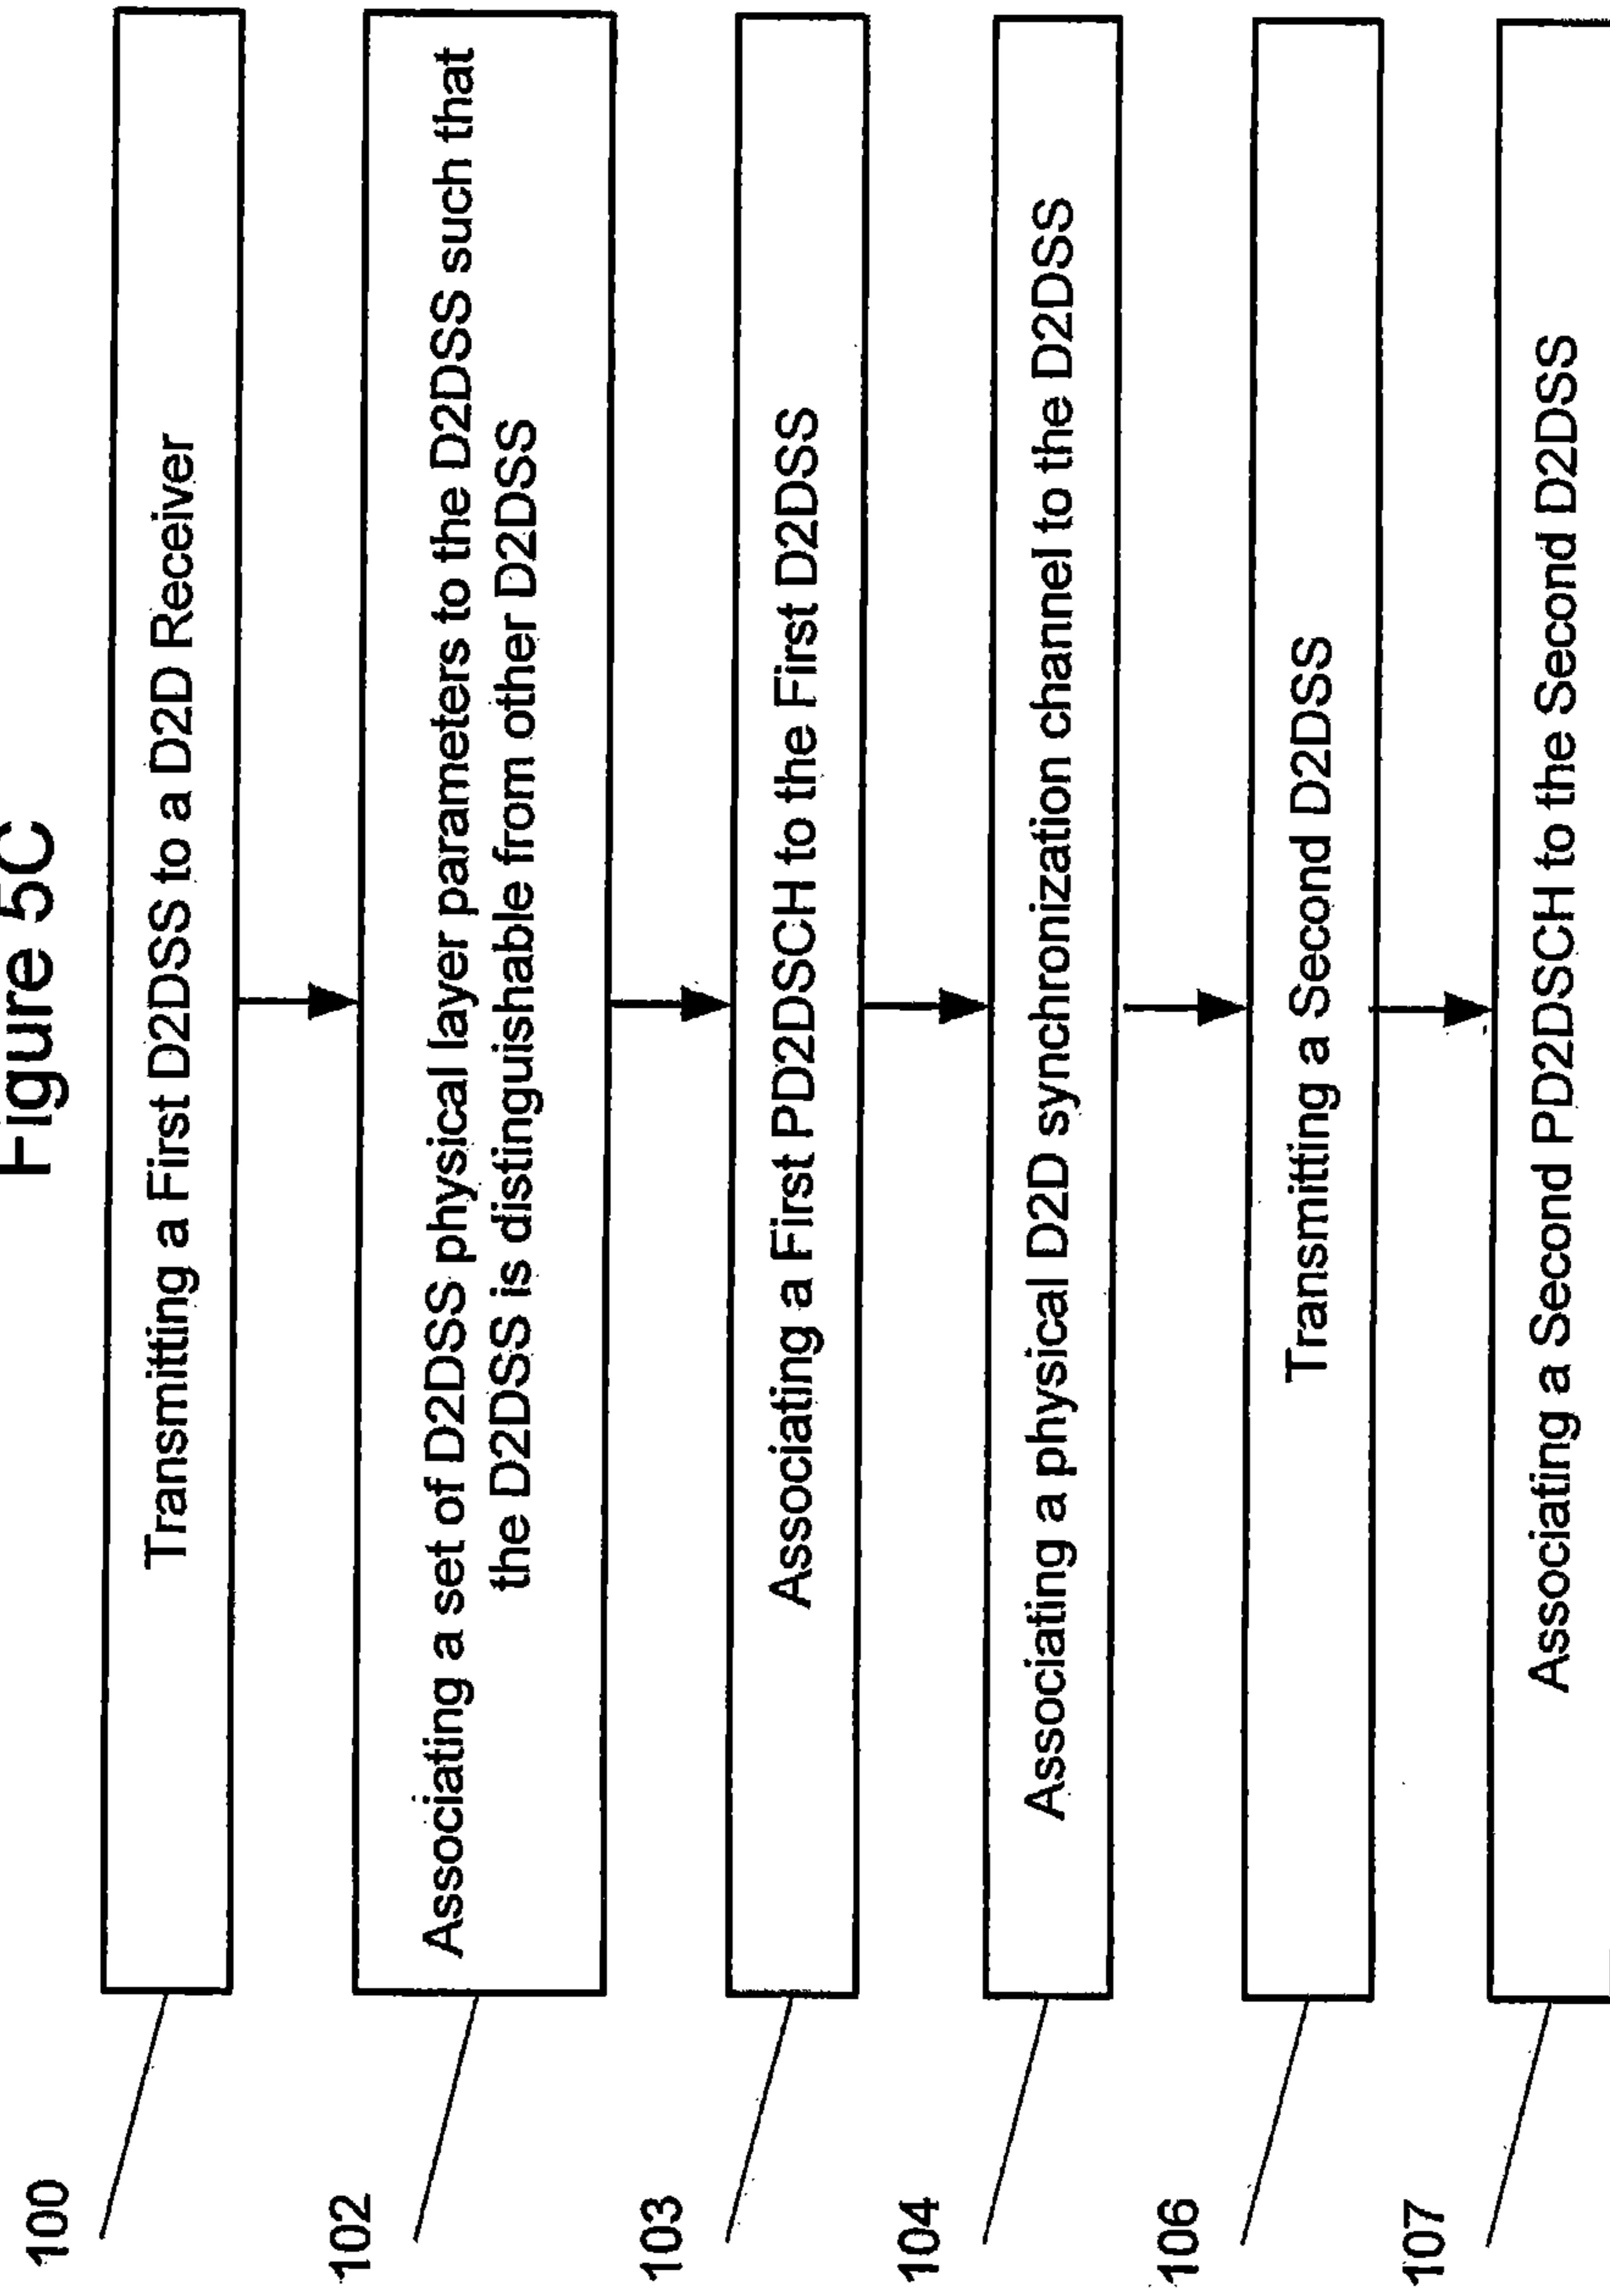 Figure 5C
100
Transmitting a First D2DSS to a D2D Receiver
102
Associating a set of D2DSS physical layer parameters to the D2DSS such that
the D2DSS is distinguishable from other D2DSS
103
Associating a First PD2DSCH to the First D2DSS
104
Associating a physical D2D synchronization channel to the D2DSS
106
Transmitting a Second D2DSS
107
Associating a Second PD2DSCH to the Second D2DSS